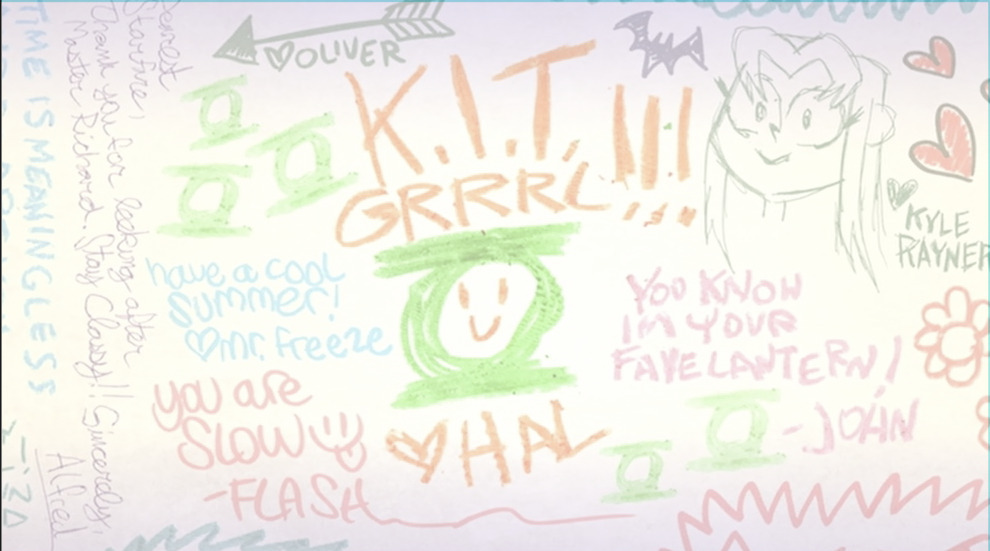 ♡OLIVER
K.I.T.!!!
GRRRL!!!
KYLE
RAYNER
have a cool
summer!
♡mr. freeze
you are
SLOW
-FLASH
♡HAL
YOU KNOW
IM YOUR
FAVE LANTERN!
-JOHN
TIME IS MEANINGLESS
Dearest
Starfire,
Thank you for looking after
Master Richard. Stay Classy!! Sincerely,
Alfred